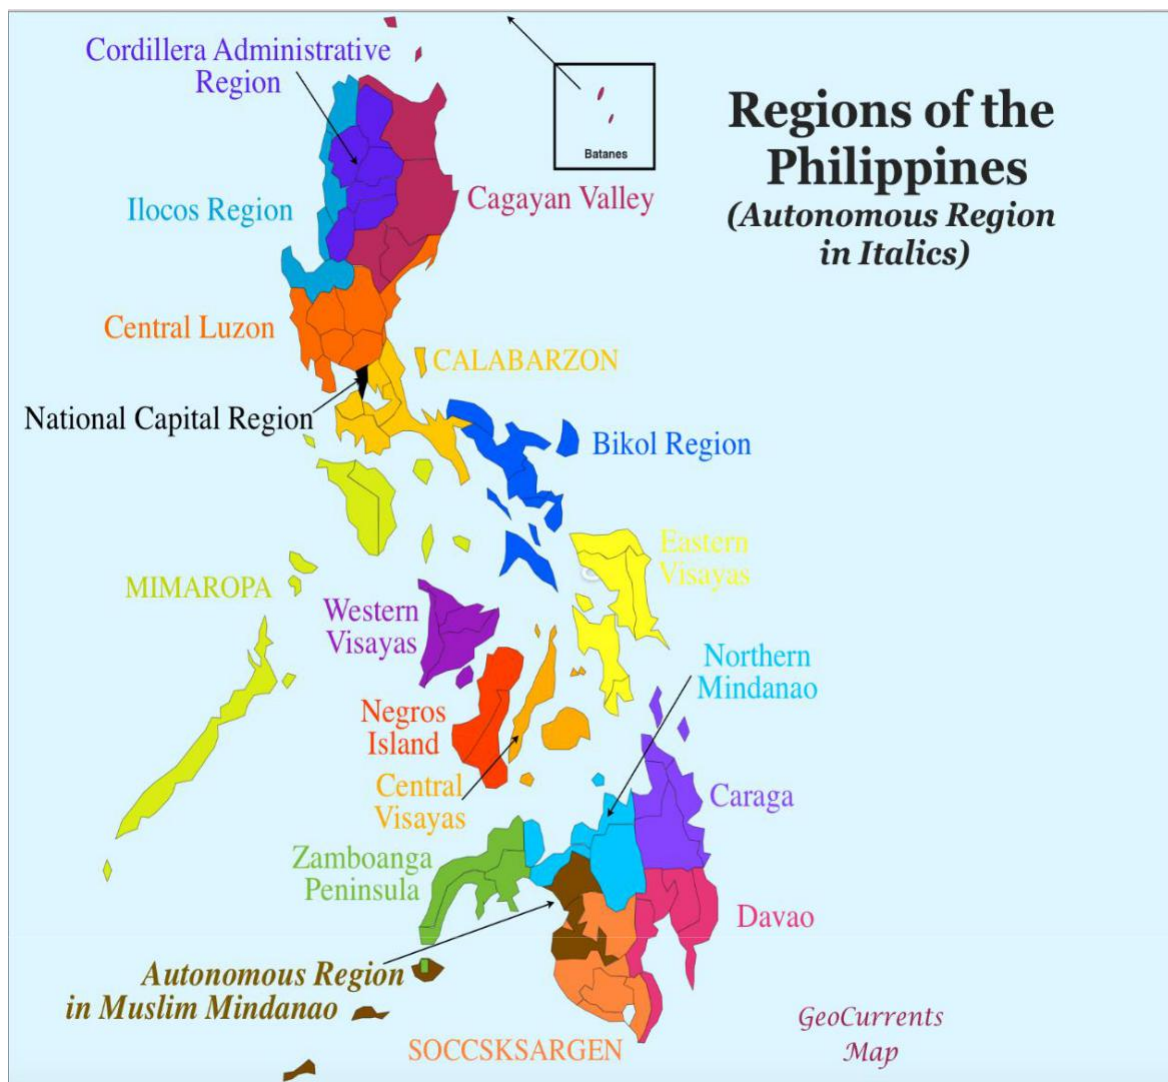 Cordillera Administrative
Region
Batanes
Regions of the
Philippines
(Autonomous Region
in Italics)
Ilocos Region
Cagayan Valley
Central Luzon
CALABARZON
National Capital Region
Bikol Region
Eastern
Visayas
MIMAROPA
Western
Visayas
Northern
Mindanao
Negros
Island
Central
Visayas
Caraga
Zamboanga
Peninsula
Davao
Autonomous Region
in Muslim Mindanao
SOCCSKSARGEN
GeoCurrents
Map